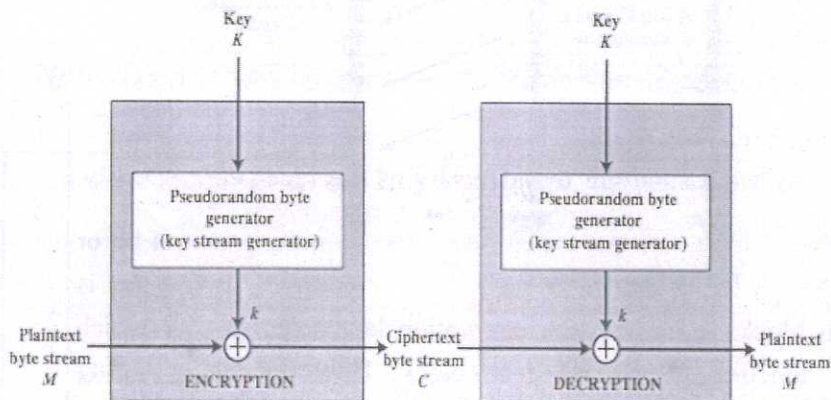 Key
K
Key
K
Pseudorandom byte
generator
(key stream generator)
Pseudorandom byte
generator
(key stream generator)
k
k
Plaintext
byte stream
M
Ciphertext
byte stream
C
Plaintext
byte stream
M
ENCRYPTION
DECRYPTION